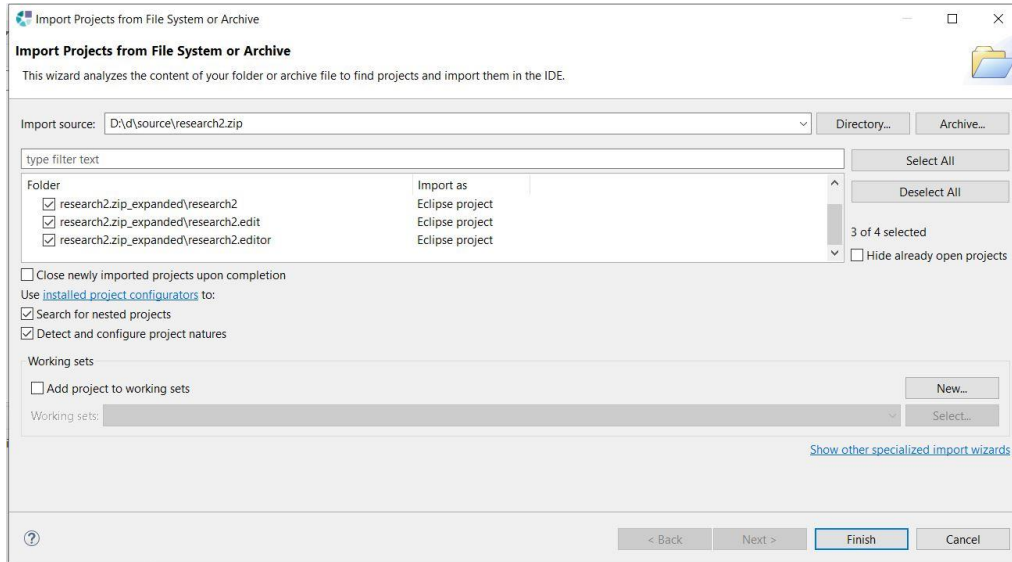 Import Projects from File System or Archive
Import Projects from File System or Archive
This wizard analyzes the content of your folder or archive file to find projects and import them in the IDE.
Import source: D:\d\source\research2.zip Directory... Archive...
type filter text Select All
Folder Import as Deselect All
research2.zip_expanded\research2 Eclipse project
research2.zip_expanded\research2.edit Eclipse project
research2.zip_expanded\research2.editor Eclipse project
3 of 4 selected
Hide already open projects
Close newly imported projects upon completion
Use installed project configurators to:
Search for nested projects
Detect and configure project natures
Working sets
Add project to working sets New...
Working sets: Select...
Show other specialized import wizards
? < Back Next > Finish Cancel